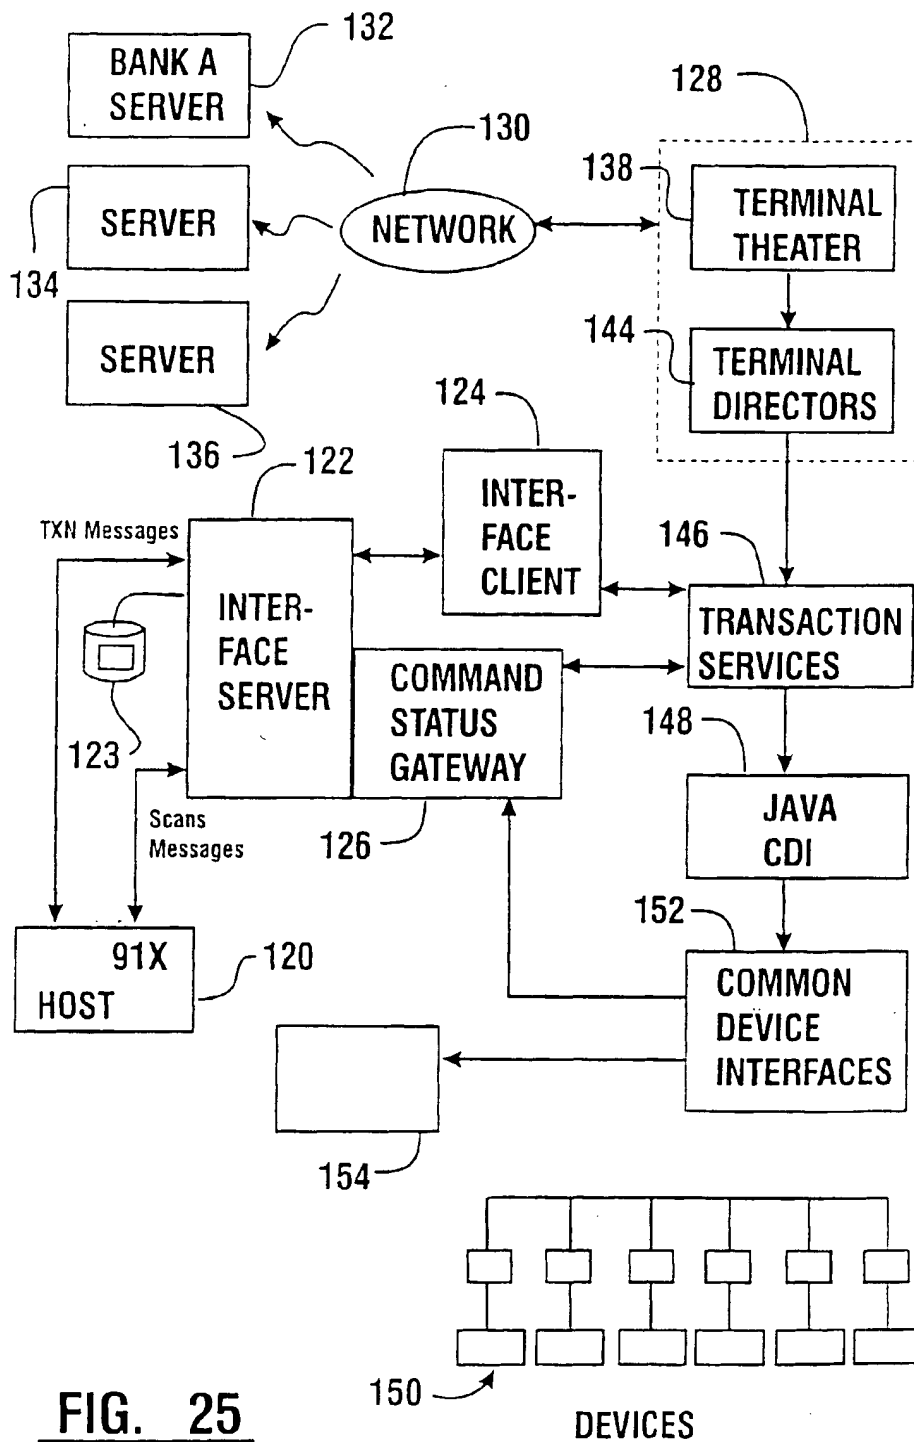 132
BANK A
SERVER
128
130
138
TERMINAL
THEATER
SERVER
NETWORK
134
144
SERVER
TERMINAL
DIRECTORS
124
136
122
INTER-
FACE
CLIENT
TXN Messages
146
INTER-
FACE
SERVER
TRANSACTION
SERVICES
COMMAND
STATUS
GATEWAY
123
148
Scans
Messages
126
JAVA
CDI
152
91X
HOST
120
COMMON
DEVICE
INTERFACES
154
150
DEVICES
FIG. 25